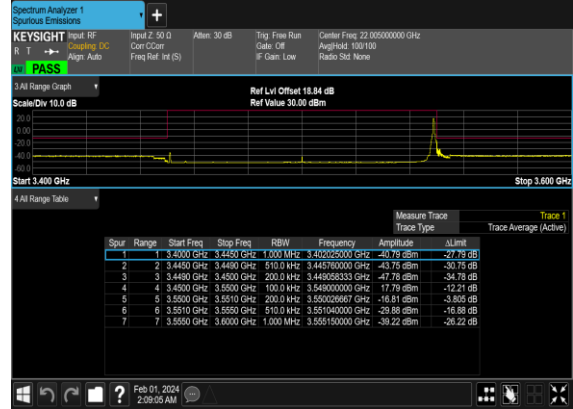 Spectrum Analyzer 1
Spurious Emissions
+
KEYSIGHT Input: RF Input Z: 50 Ω Atten: 30 dB Trig: Free Run Center Freq: 22.005000000 GHz
R T Coupling: DC Corr CCorr Gate: Off Avg|Hold: 100/100
Align: Auto Freq Ref: Int (S) IF Gain: Low Radio Std: None
PASS
3 All Range Graph
Ref Lvl Offset 18.84 dB
Scale/Div 10.0 dB Ref Value 30.00 dBm
20.0
0.00
-20.0
-40.0
-60.0
Start 3.400 GHz Stop 3.600 GHz
4 All Range Table
Measure Trace Trace 1
Trace Type Trace Average (Active)
Spur Range Start Freq Stop Freq RBW Frequency Amplitude ΔLimit
1 1 3.4000 GHz 3.4450 GHz 1.000 MHz 3.402025000 GHz -40.79 dBm -27.79 dB
2 2 3.4450 GHz 3.4490 GHz 510.0 kHz 3.445760000 GHz -43.75 dBm -30.75 dB
3 3 3.4490 GHz 3.4500 GHz 200.0 kHz 3.449058333 GHz -47.78 dBm -34.78 dB
4 4 3.4500 GHz 3.5500 GHz 100.0 kHz 3.549000000 GHz 17.79 dBm -12.21 dB
5 5 3.5500 GHz 3.5510 GHz 200.0 kHz 3.550026667 GHz -16.81 dBm -3.805 dB
6 6 3.5510 GHz 3.5550 GHz 510.0 kHz 3.551040000 GHz -29.88 dBm -16.88 dB
7 7 3.5550 GHz 3.6000 GHz 1.000 MHz 3.555150000 GHz -39.22 dBm -26.22 dB
? Feb 01, 2024
2:09:05 AM